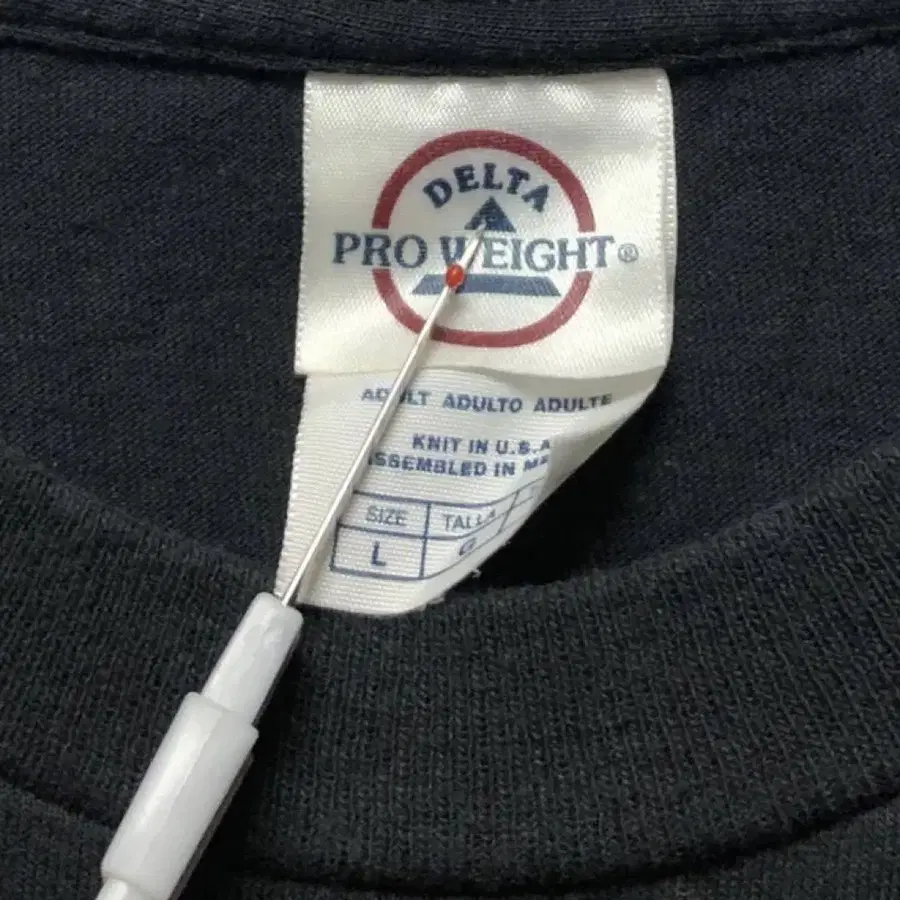 DELTA
PRO WEIGHT®
ADULT ADULTO ADULTE
KNIT IN U.S.A
ASSEMBLED IN
SIZE TALLA
L G